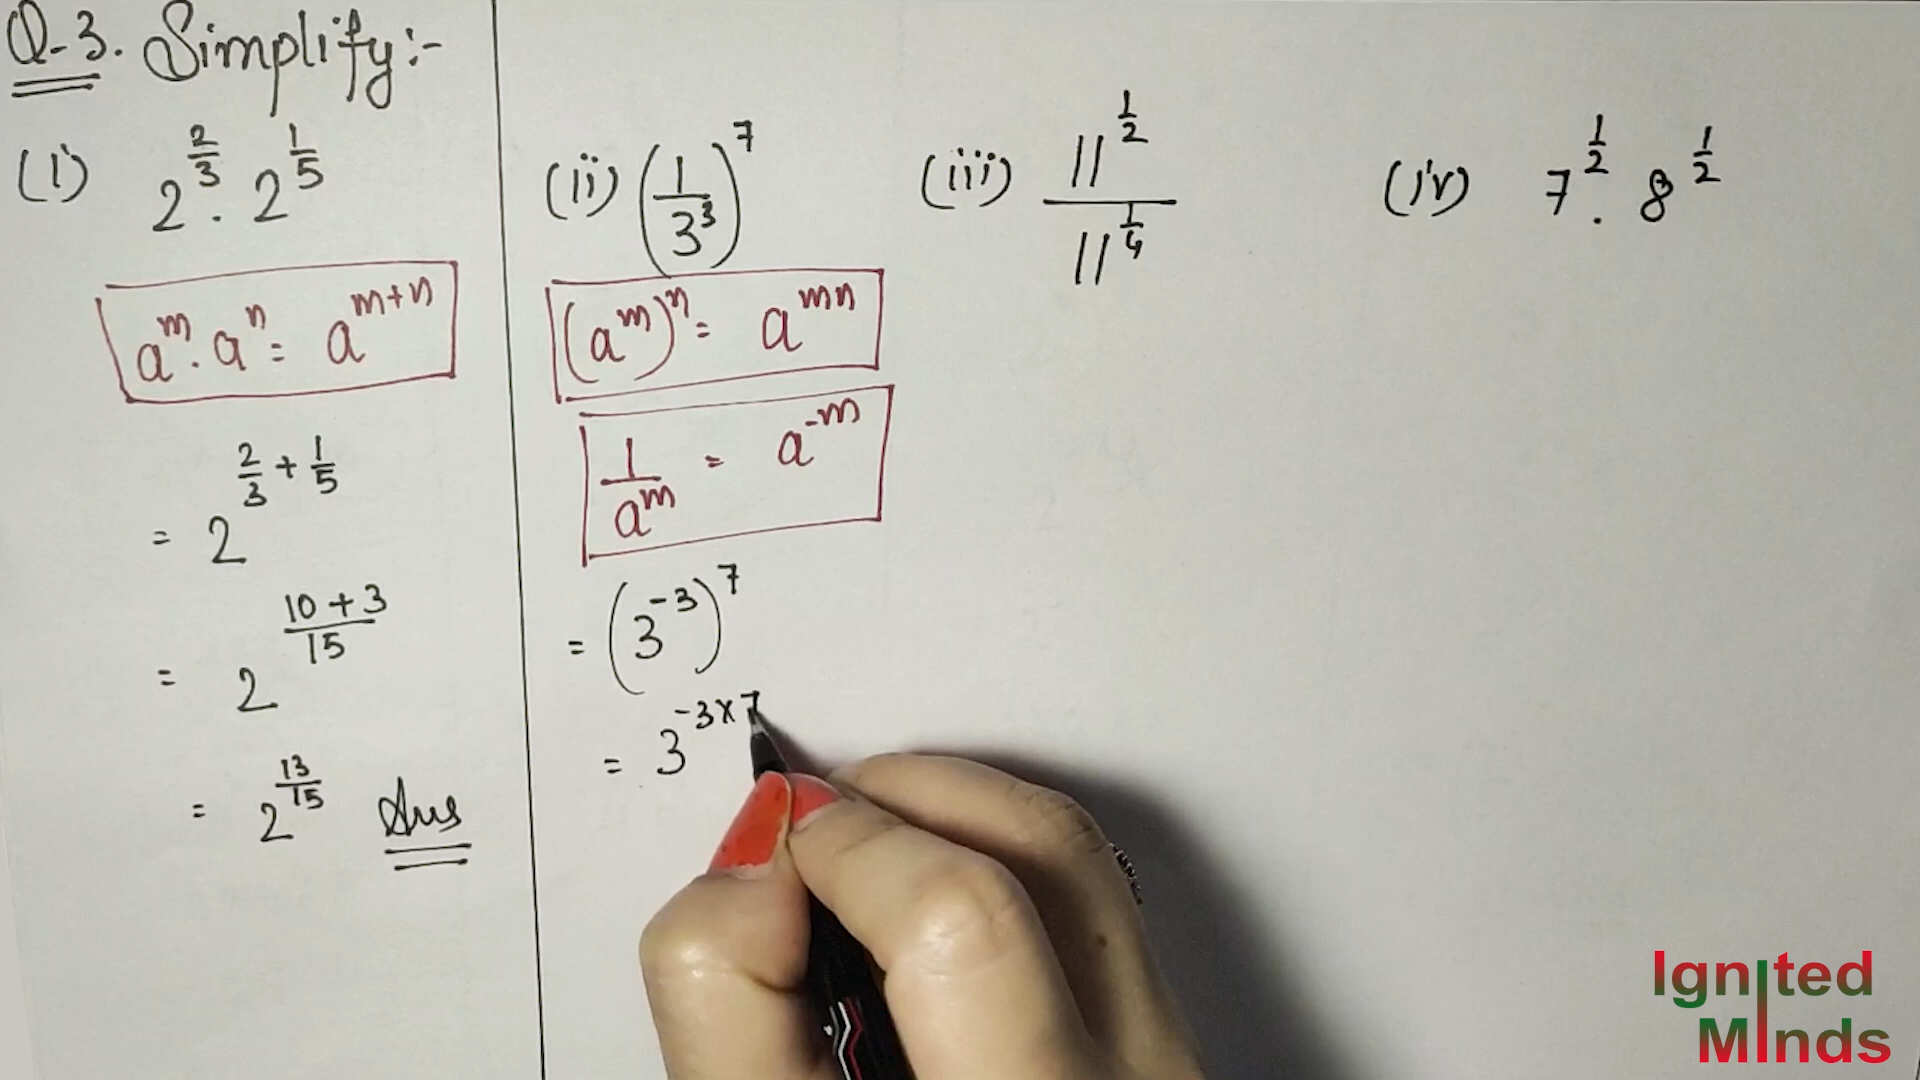 Q-3. Simplify:-
(i) 2^{2/3} . 2^{1/5}
a^m . a^n = a^{m+n}
= 2^{2/3 + 1/5}
= 2^{(10+3)/15}
= 2^{13/15} Ans
(ii) (1/3^3)^7
(a^m)^n = a^{mn}
1/a^m = a^{-m}
= (3^{-3})^7
= 3^{-3×7}
(iii) 11^{1/2} / 11^{1/4}
(iv) 7^{1/2} . 8^{1/2}
Ignited
Minds